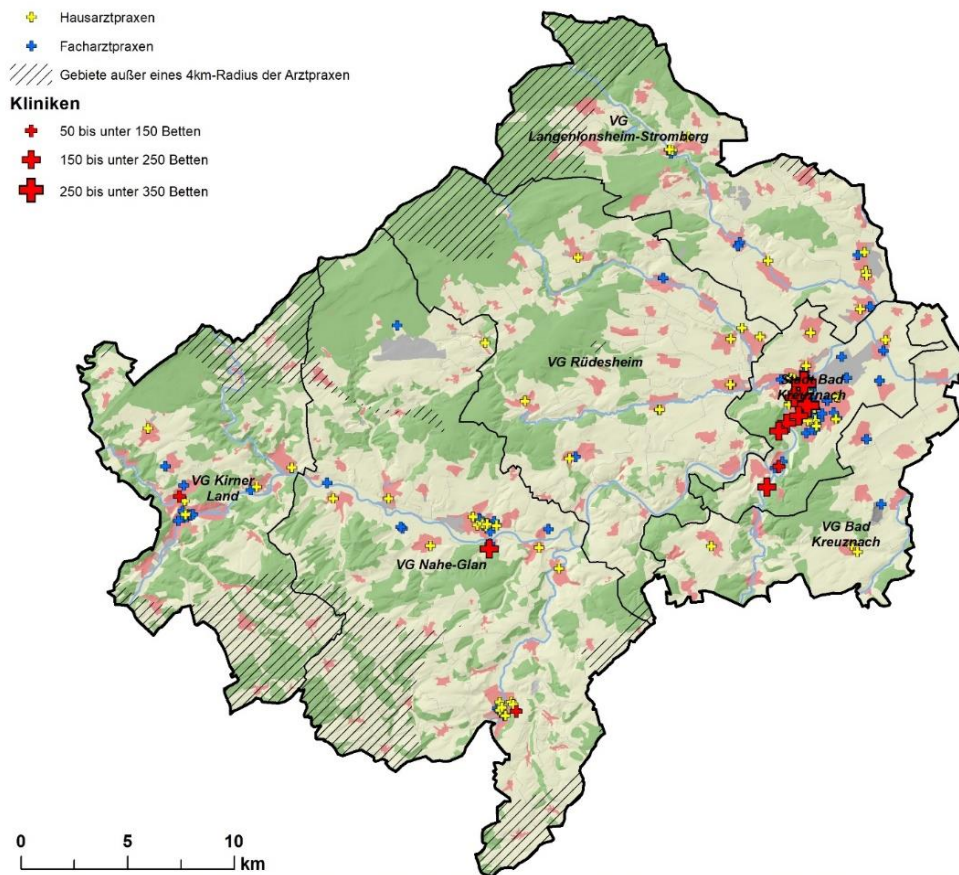 Hausarztpraxen
Facharztpraxen
Gebiete außer eines 4km-Radius der Arztpraxen
Kliniken
50 bis unter 150 Betten
150 bis unter 250 Betten
250 bis unter 350 Betten
VG
Langenlonsheim-Stromberg
VG Rüdesheim
Stadt Bad
Kreuznach
VG Kirner
Land
VG Bad
Kreuznach
VG Nahe-Glan
0 5 10
km